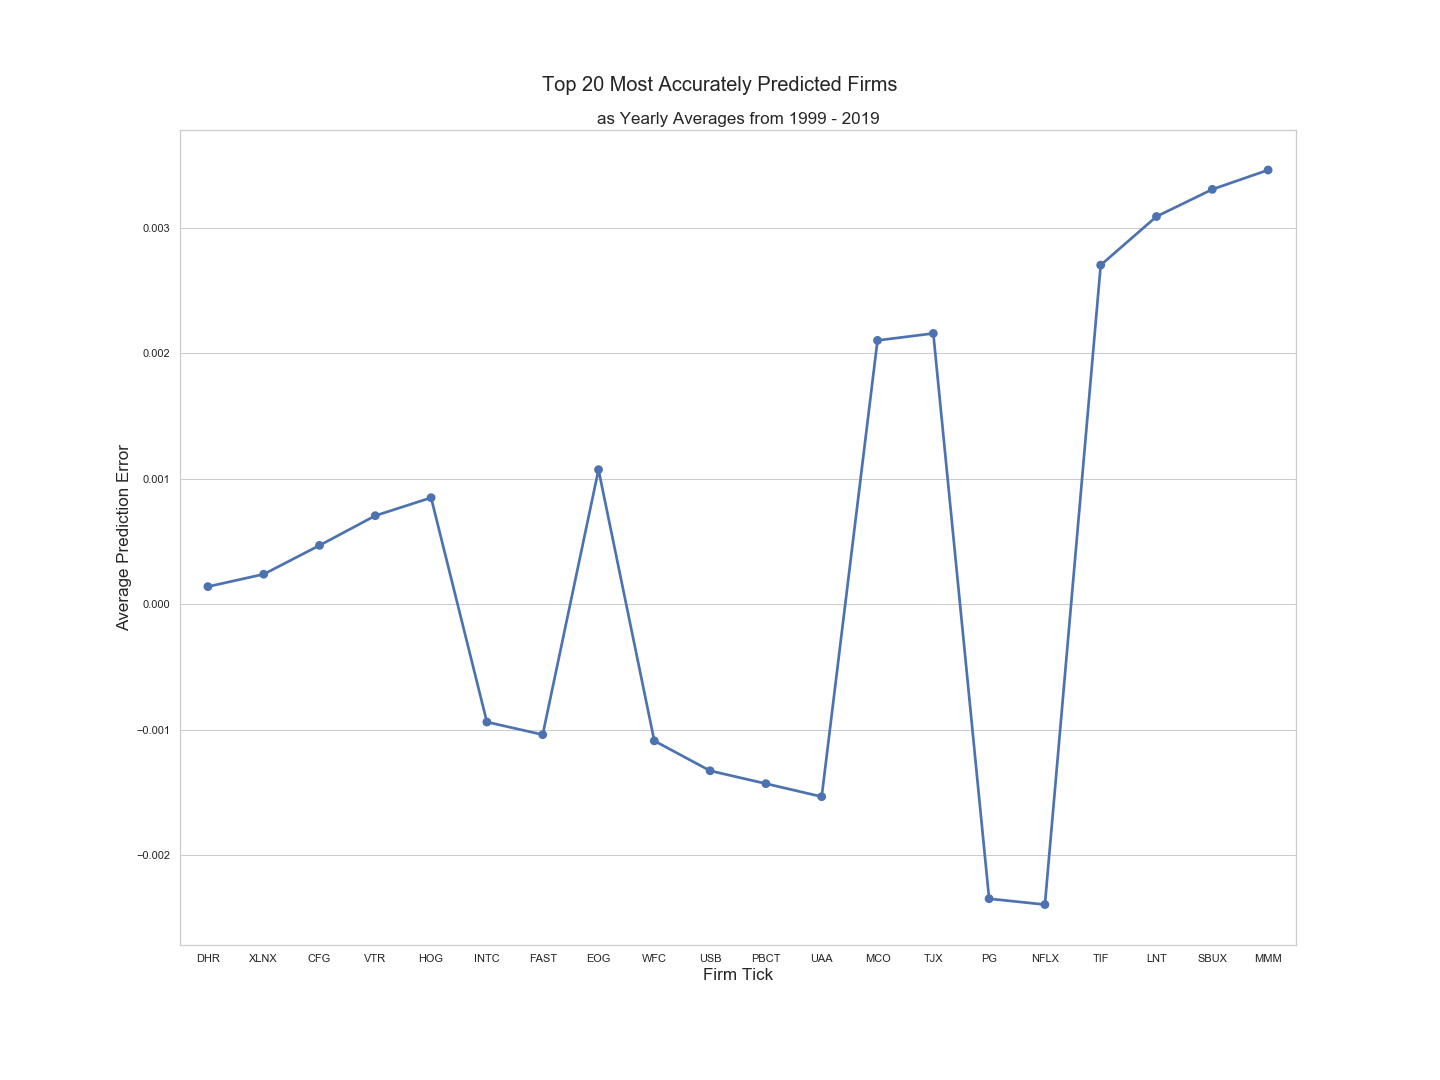 Top 20 Most Accurately Predicted Firms
as Yearly Averages from 1999 - 2019
0.003
0.002
0.001
0.000
−0.001
−0.002
Average Prediction Error
DHR XLNX CFG VTR HOG INTC FAST EOG WFC USB PBCT UAA MCO TJX PG NFLX TIF LNT SBUX MMM
Firm Tick